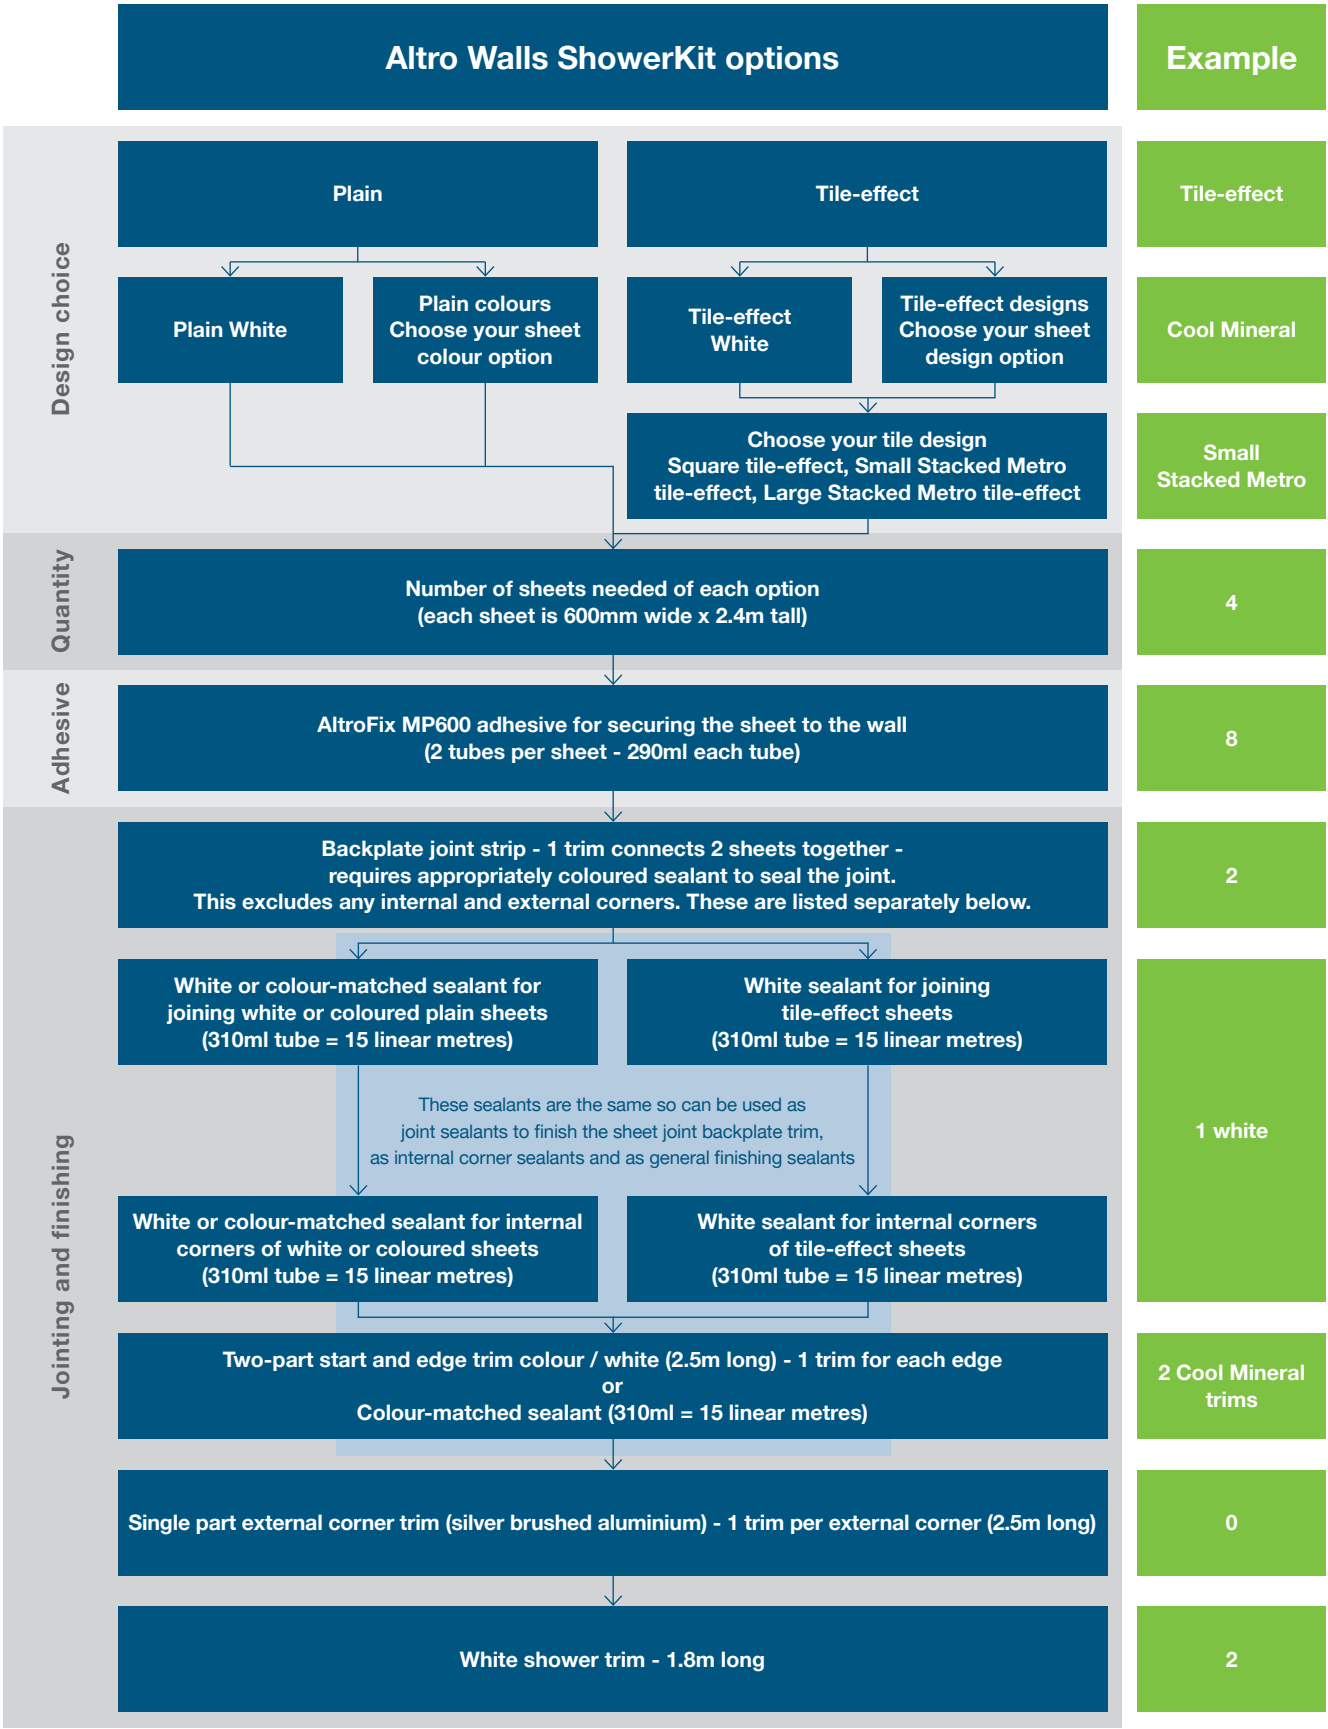 Altro Walls ShowerKit options
Example
Design choice
Plain
Tile-effect
Tile-effect
Plain White
Plain colours
Choose your sheet
colour option
Tile-effect
White
Tile-effect designs
Choose your sheet
design option
Cool Mineral
Choose your tile design
Square tile-effect, Small Stacked Metro
tile-effect, Large Stacked Metro tile-effect
Small
Stacked Metro
Quantity
Number of sheets needed of each option
(each sheet is 600mm wide x 2.4m tall)
4
Adhesive
AltroFix MP600 adhesive for securing the sheet to the wall
(2 tubes per sheet - 290ml each tube)
8
Jointing and finishing
Backplate joint strip - 1 trim connects 2 sheets together -
requires appropriately coloured sealant to seal the joint.
This excludes any internal and external corners. These are listed separately below.
2
White or colour-matched sealant for
joining white or coloured plain sheets
(310ml tube = 15 linear metres)
White sealant for joining
tile-effect sheets
(310ml tube = 15 linear metres)
These sealants are the same so can be used as
joint sealants to finish the sheet joint backplate trim,
as internal corner sealants and as general finishing sealants
1 white
White or colour-matched sealant for internal
corners of white or coloured sheets
(310ml tube = 15 linear metres)
White sealant for internal corners
of tile-effect sheets
(310ml tube = 15 linear metres)
Two-part start and edge trim colour / white (2.5m long) - 1 trim for each edge
or
Colour-matched sealant (310ml = 15 linear metres)
2 Cool Mineral
trims
Single part external corner trim (silver brushed aluminium) - 1 trim per external corner (2.5m long)
0
White shower trim - 1.8m long
2